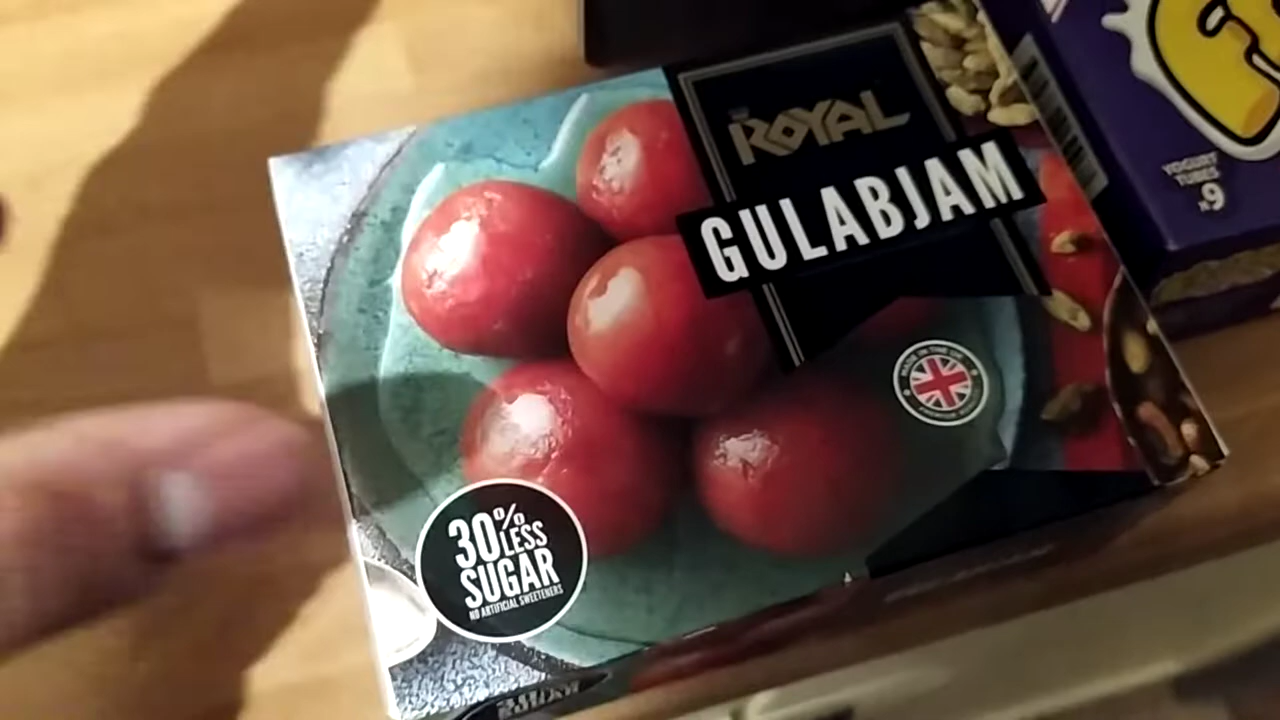 ROYAL
GULABJAM
MADE IN THE UK
30%
LESS
SUGAR
NO ARTIFICIAL SWEETENERS
YOGURT
TUBES
x9